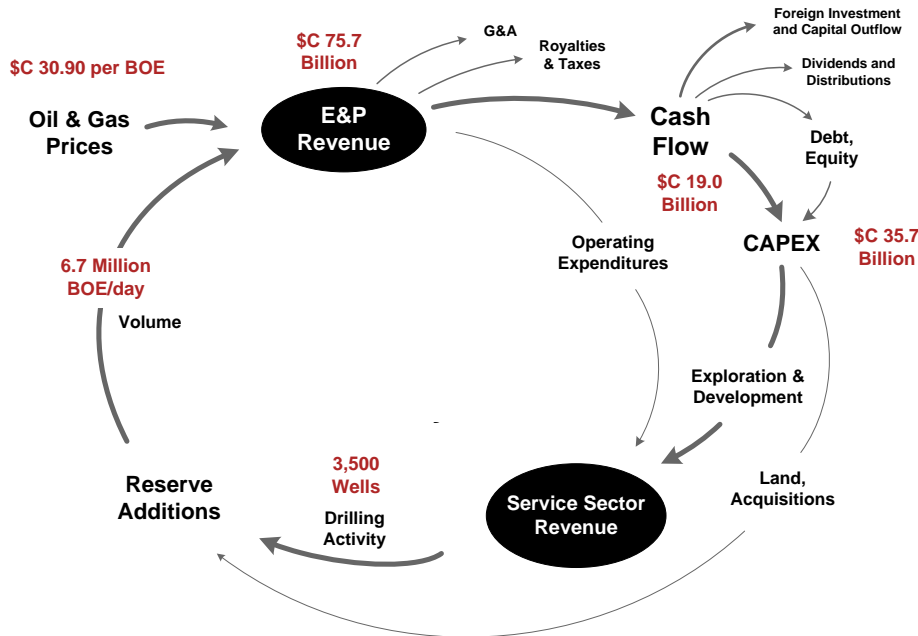 Foreign Investment
and Capital Outflow
G&A
$C 75.7
Billion
Royalties
& Taxes
$C 30.90 per BOE
Dividends and
Distributions
E&P
Revenue
Oil & Gas
Prices
Cash
Flow
Debt,
Equity
$C 19.0
Billion
CAPEX
$C 35.7
Billion
Operating
Expenditures
6.7 Million
BOE/day
Volume
Exploration &
Development
3,500
Wells
Reserve
Additions
Drilling
Activity
Service Sector
Revenue
Land,
Acquisitions